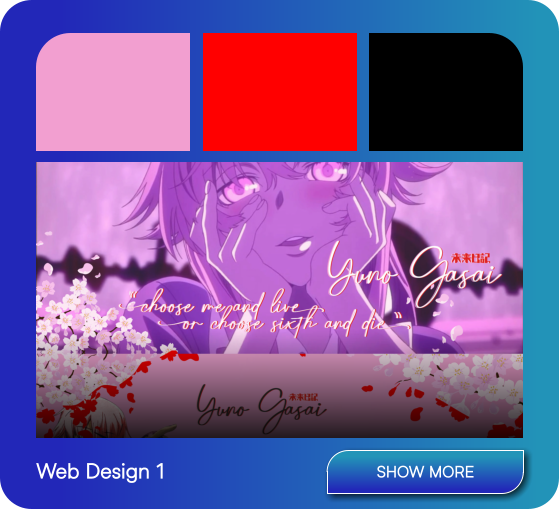 未来日記
Yuno Gasai
"choose me and live
or choose sixth and die"
未来日記
Yuno Gasai
Web Design 1
SHOW MORE